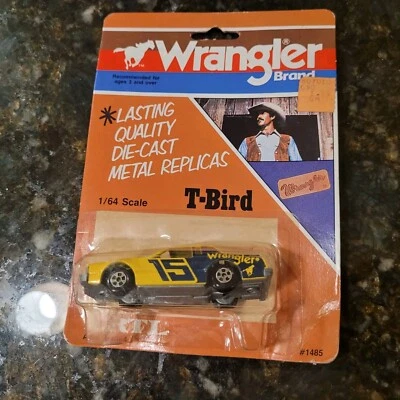 Wrangler®
Brand
Recommended for
ages 3 and over
*LASTING
QUALITY
DIE-CAST
METAL REPLICAS
Wrangler
1/64 Scale
T-Bird
15
Wrangler
#1485